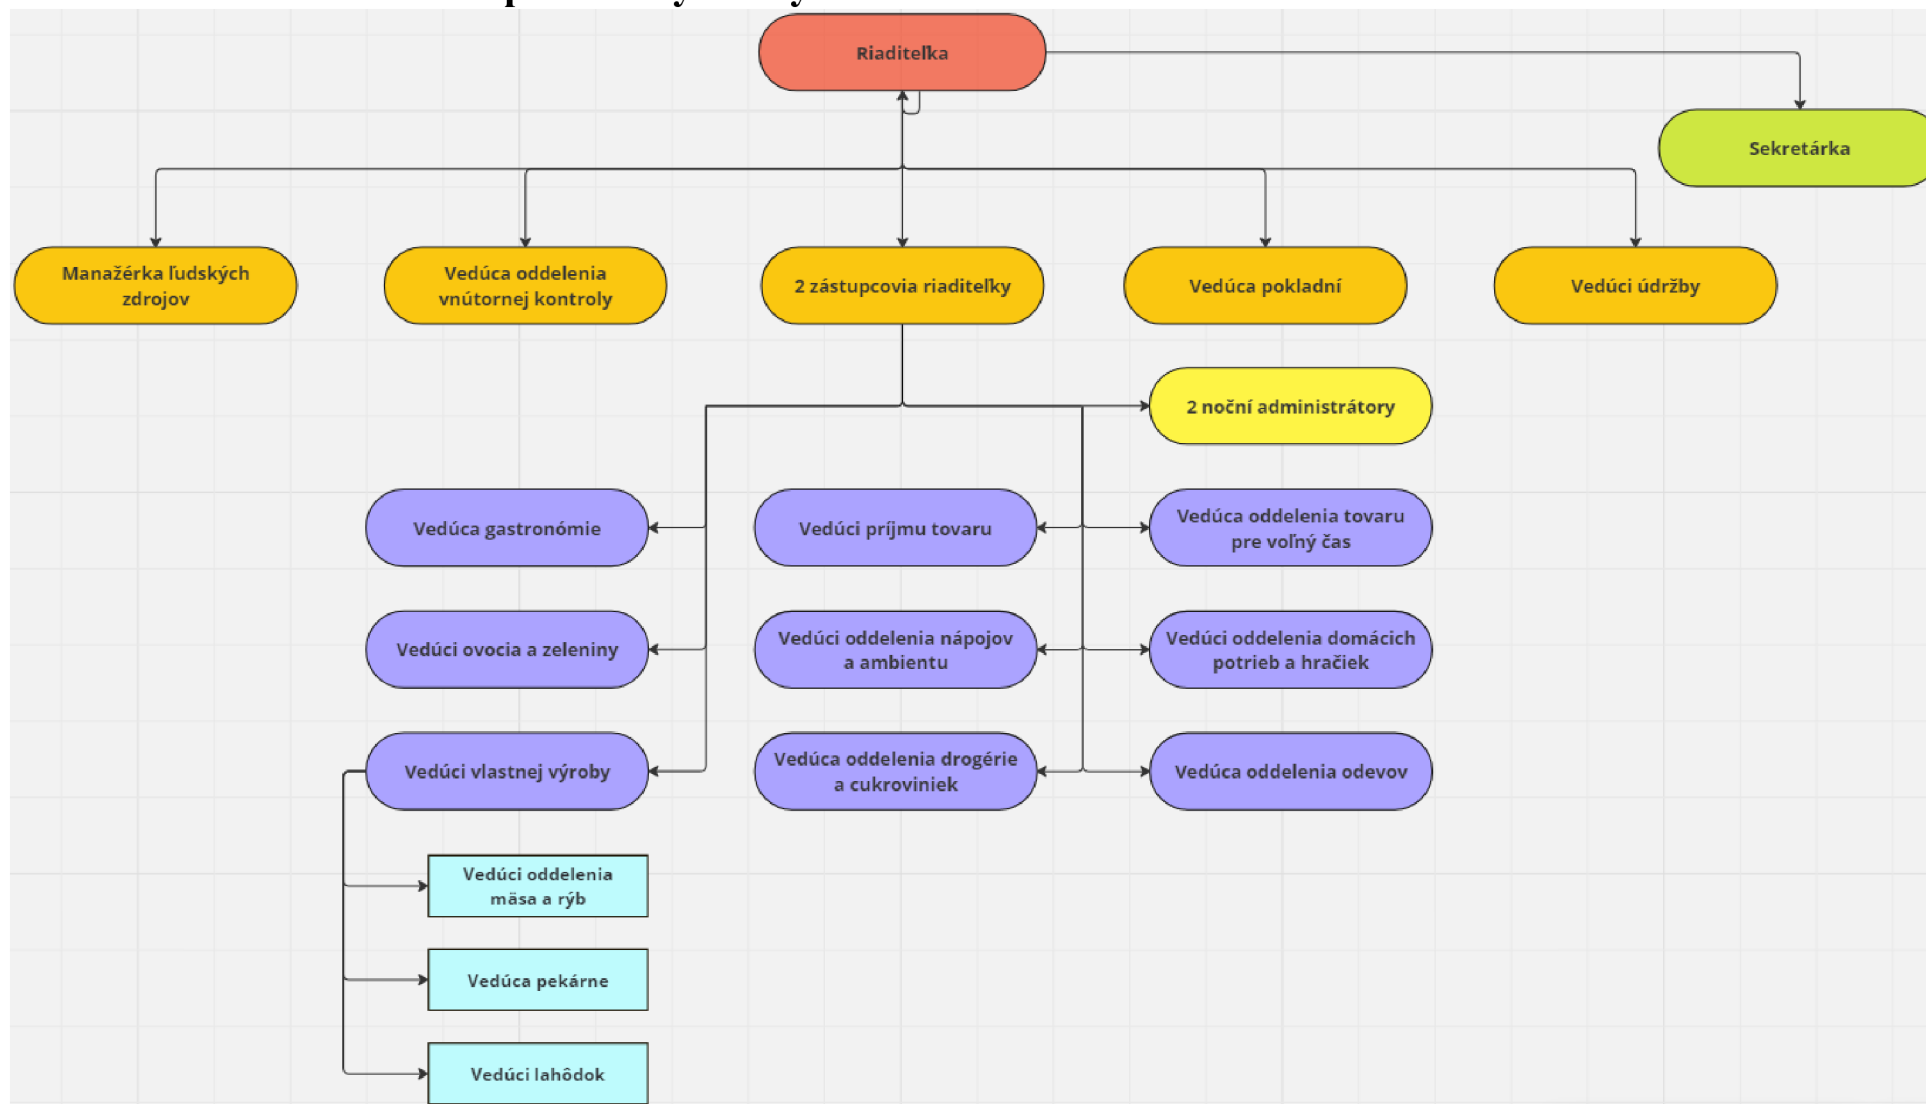 Riaditeľka
Sekretárka
Manažérka ľudských
zdrojov
Vedúca oddelenia
vnútornej kontroly
2 zástupcovia riaditeľky
Vedúca pokladní
Vedúci údržby
2 noční administrátory
Vedúca gastronómie
Vedúci príjmu tovaru
Vedúca oddelenia tovaru
pre voľný čas
Vedúci ovocia a zeleniny
Vedúci oddelenia nápojov
a ambientu
Vedúci oddelenia domácich
potrieb a hračiek
Vedúci vlastnej výroby
Vedúca oddelenia drogérie
a cukroviniek
Vedúca oddelenia odevov
Vedúci oddelenia
mäsa a rýb
Vedúca pekárne
Vedúci lahôdok